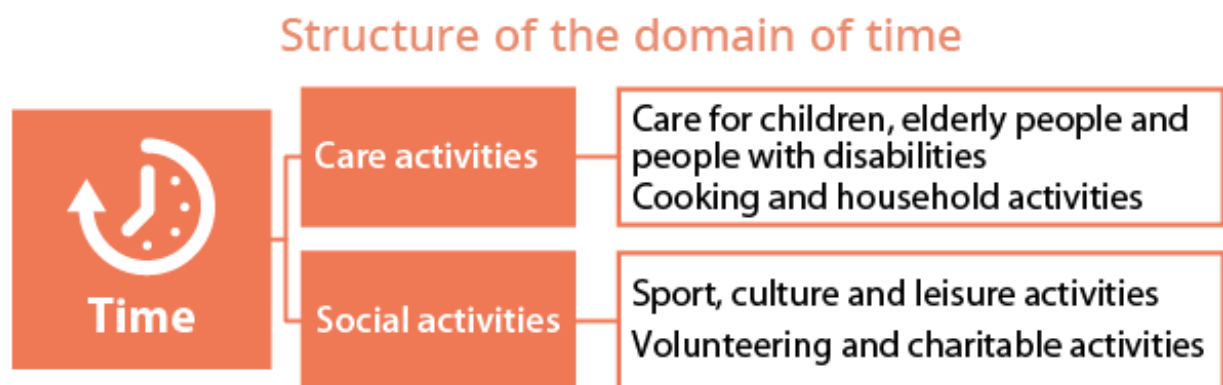 Structure of the domain of time
Time
Care activities
Care for children, elderly people and
people with disabilities
Cooking and household activities
Social activities
Sport, culture and leisure activities
Volunteering and charitable activities